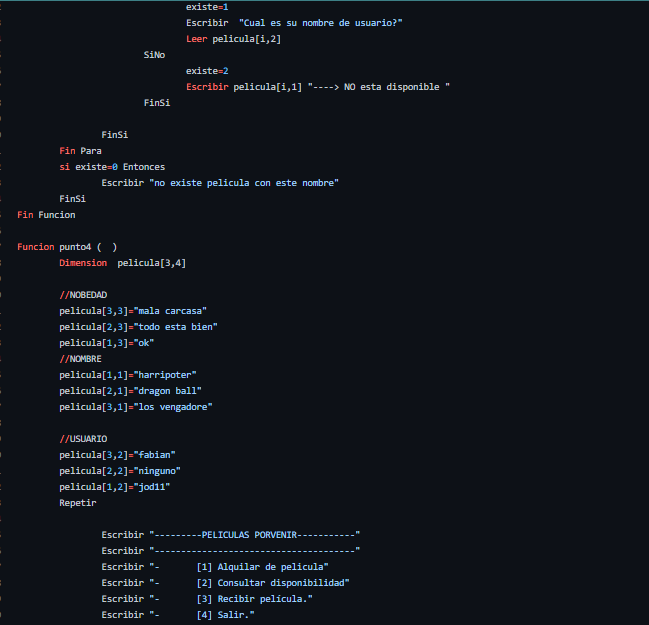 existe=1
Escribir  "Cual es su nombre de usuario?"
Leer pelicula[i,2]
SiNo
existe=2
Escribir pelicula[i,1] "----> NO esta disponible "
FinSi
FinSi
Fin Para
si existe=0 Entonces
Escribir "no existe pelicula con este nombre"
FinSi
Fin Funcion
Funcion punto4 (  )
Dimension  pelicula[3,4]
//NOBEDAD
pelicula[3,3]="mala carcasa"
pelicula[2,3]="todo esta bien"
pelicula[1,3]="ok"
//NOMBRE
pelicula[1,1]="harripoter"
pelicula[2,1]="dragon ball"
pelicula[3,1]="los vengadore"
//USUARIO
pelicula[3,2]="fabian"
pelicula[2,2]="ninguno"
pelicula[1,2]="jod11"
Repetir
Escribir "---------PELICULAS PORVENIR-----------"
Escribir "--------------------------------------"
Escribir "-       [1] Alquilar de pelicula"
Escribir "-       [2] Consultar disponibilidad"
Escribir "-       [3] Recibir película."
Escribir "-       [4] Salir."